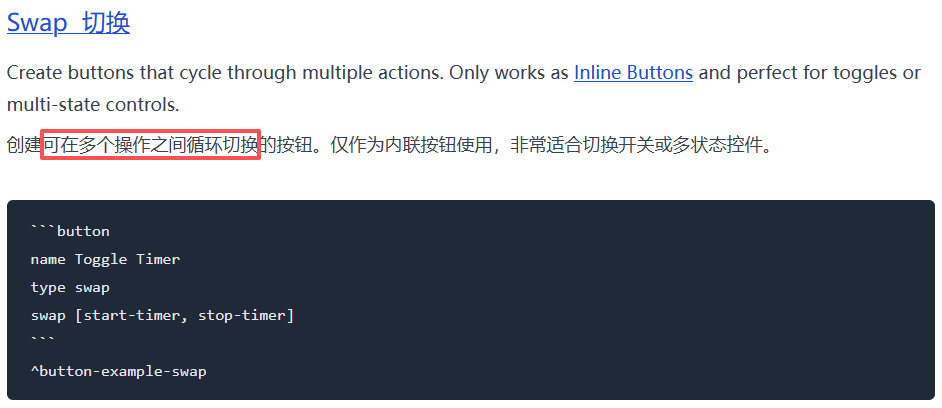 Swap  切换
Create buttons that cycle through multiple actions. Only works as Inline Buttons and perfect for toggles or
multi-state controls.
创建可在多个操作之间循环切换的按钮。仅作为内联按钮使用，非常适合切换开关或多状态控件。
```button
name Toggle Timer
type swap
swap [start-timer, stop-timer]
```
^button-example-swap